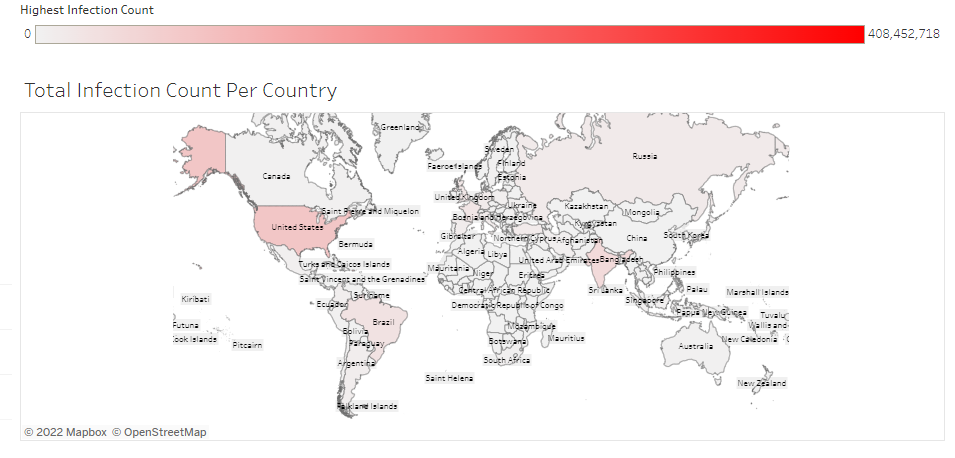 Highest Infection Count
0
408,452,718
Total Infection Count Per Country
Greenland
Sweden
Russia
Faeroe Islands
Finland
Canada
Estonia
United Kingdom
Ukraine
Kazakhstan
Saint Pierre and Miquelon
Mongolia
Bosnia and Herzegovina
Kyrgyzstan
United States
Gibraltar
Northern Cyprus
Afghanistan
China
South Korea
Bermuda
Algeria
Libya
United Arab Emirates
Bangladesh
Turks and Caicos Islands
Mauritania
Niger
Eritrea
Philippines
Saint Vincent and the Grenadines
Central African Republic
Sri Lanka
Palau
Marshall Islands
Kiribati
Suriname
Singapore
Ecuador
Democratic Republic of Congo
Papua New Guinea
Tuvalu
Futuna
Brazil
Mozambique
Wallis and
Bolivia
Cook Islands
Pitcairn
Paraguay
Botswana
Mauritius
Australia
New Caledonia
Argentina
South Africa
Saint Helena
New Zealand
Falkland Islands
© 2022 Mapbox © OpenStreetMap